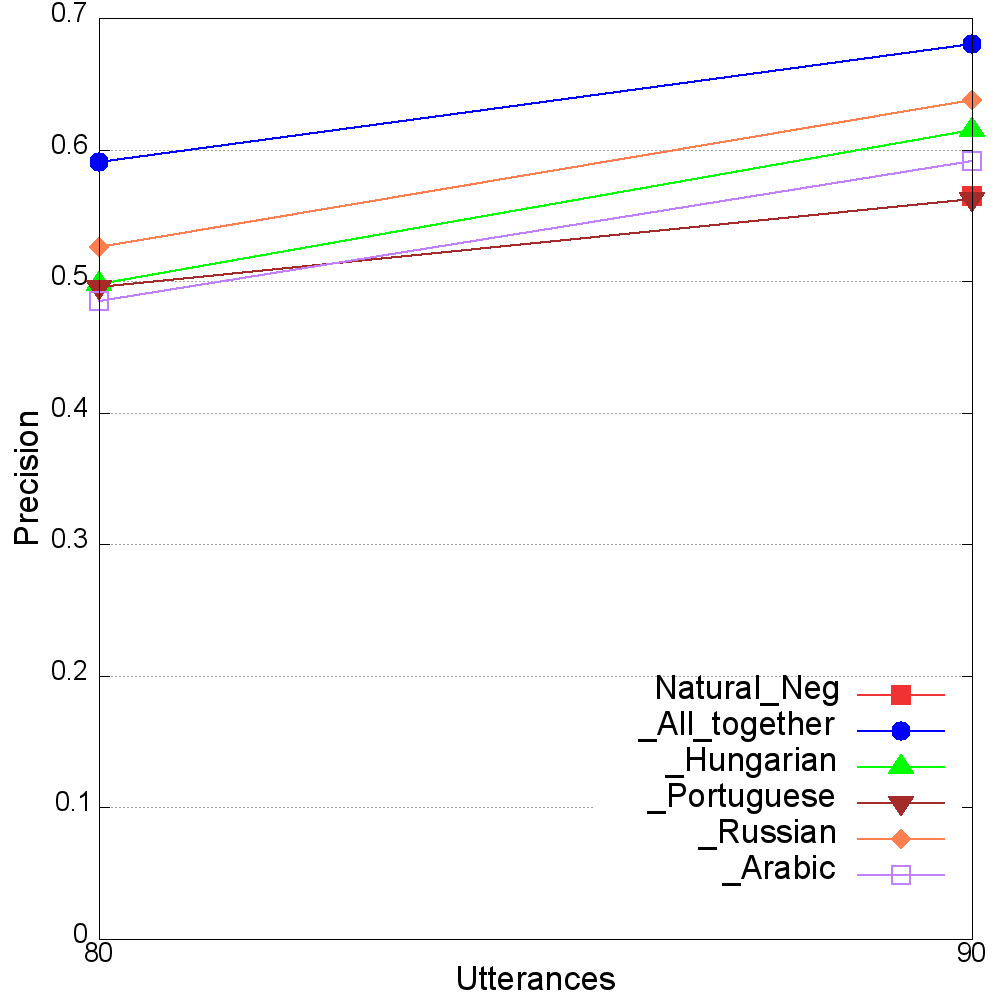 0.7
0.6
0.5
0.4
0.3
0.2
0.1
0
Precision
80
90
Utterances
Natural_Neg
_All_together
_Hungarian
_Portuguese
_Russian
_Arabic